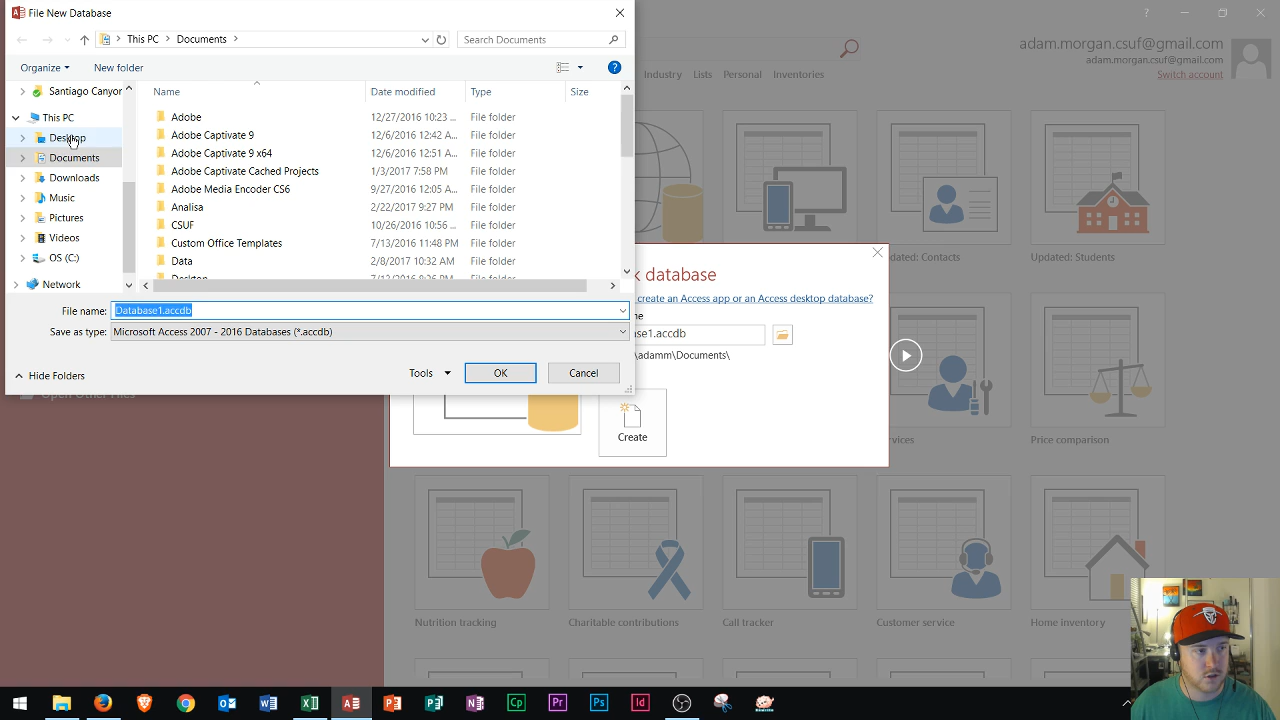 File New Database
This PC > Documents >
Search Documents
Organize
New folder
Santiago Canyor
This PC
Desktop
Documents
Downloads
Music
Pictures
Videos
OS (C:)
Network
Name Date modified Type Size
Adobe 12/27/2016 10:23 ... File folder
Adobe Captivate 9 12/6/2016 12:42 A... File folder
Adobe Captivate 9 x64 12/6/2016 12:51 A... File folder
Adobe Captivate Cached Projects 1/3/2017 7:58 PM File folder
Adobe Media Encoder CS6 9/27/2016 12:05 A... File folder
Analisa 2/22/2017 9:27 PM File folder
CSUF 10/26/2016 10:56 ... File folder
Custom Office Templates 7/13/2016 11:48 PM File folder
Data 2/8/2017 10:32 AM File folder
Desktop File folder
File name: Database1.accdb
Save as type: Microsoft Access 2007 - 2016 Databases (*.accdb)
Hide Folders
Tools
OK
Cancel
adam.morgan.csuf@gmail.com
adam.morgan.csuf@gmail.com
Switch account
Industry Lists Personal Inventories
dated: Contacts
Updated: Students
k database
create an Access app or an Access desktop database?
me
se1.accdb
\adamm\Documents\
Create
Open Other Files
vices
Price comparison
Nutrition tracking
Charitable contributions
Call tracker
Customer service
Home inventory